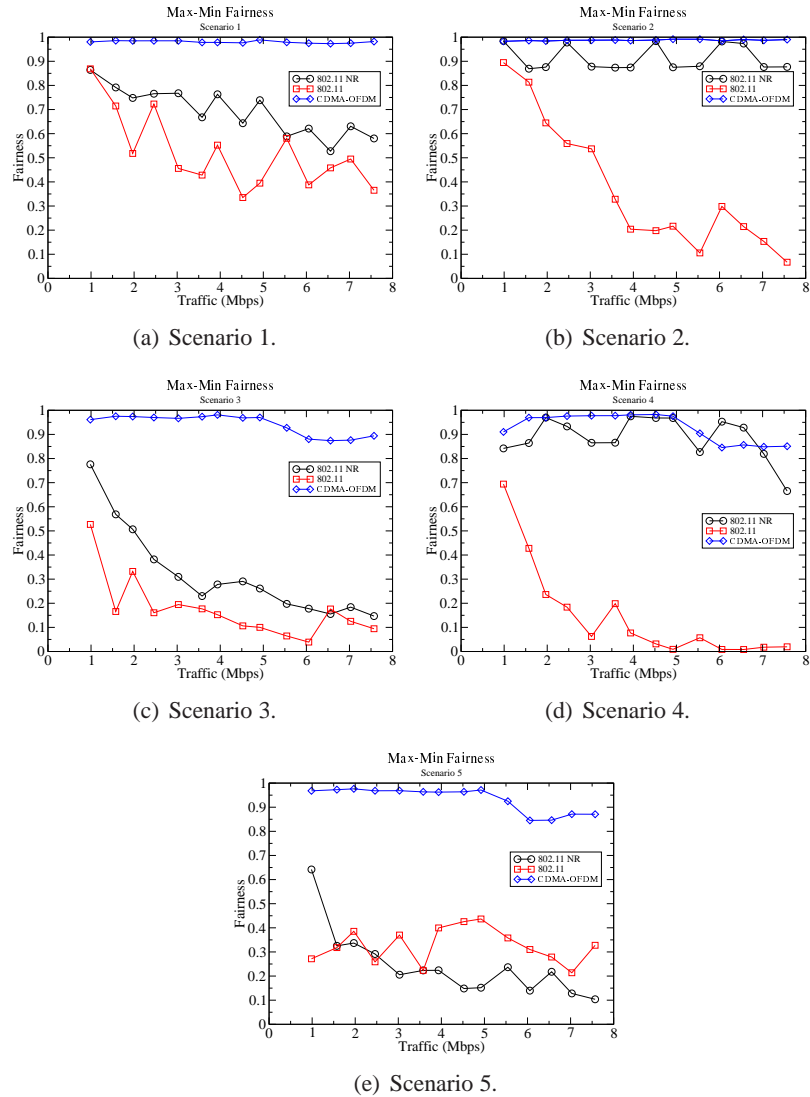 Max-Min Fairness
Scenario 1
1
0.9
0.8
0.7
0.6
0.5
0.4
0.3
0.2
0.1
0
Fairness
802.11 NR
802.11
CDMA-OFDM
0 1 2 3 4 5 6 7 8
Traffic (Mbps)
(a) Scenario 1.
Max-Min Fairness
Scenario 2
1
0.9
0.8
0.7
0.6
0.5
0.4
0.3
0.2
0.1
0
Fairness
802.11 NR
802.11
CDMA-OFDM
0 1 2 3 4 5 6 7 8
Traffic (Mbps)
(b) Scenario 2.
Max-Min Fairness
Scenario 3
1
0.9
0.8
0.7
0.6
0.5
0.4
0.3
0.2
0.1
0
Fairness
802.11 NR
802.11
CDMA-OFDM
0 1 2 3 4 5 6 7 8
Traffic (Mbps)
(c) Scenario 3.
Max-Min Fairness
Scenario 4
1
0.9
0.8
0.7
0.6
0.5
0.4
0.3
0.2
0.1
0
Fairness
802.11 NR
802.11
CDMA-OFDM
0 1 2 3 4 5 6 7 8
Traffic (Mbps)
(d) Scenario 4.
Max-Min Fairness
Scenario 5
1
0.9
0.8
0.7
0.6
0.5
0.4
0.3
0.2
0.1
0
Fairness
802.11 NR
802.11
CDMA-OFDM
0 1 2 3 4 5 6 7 8
Traffic (Mbps)
(e) Scenario 5.